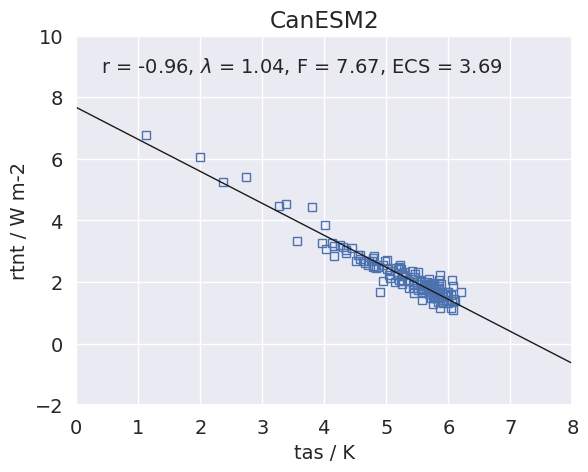 CanESM2
r = -0.96, λ = 1.04, F = 7.67, ECS = 3.69
rtnt / W m-2
10
8
6
4
2
0
−2
0 1 2 3 4 5 6 7 8
tas / K